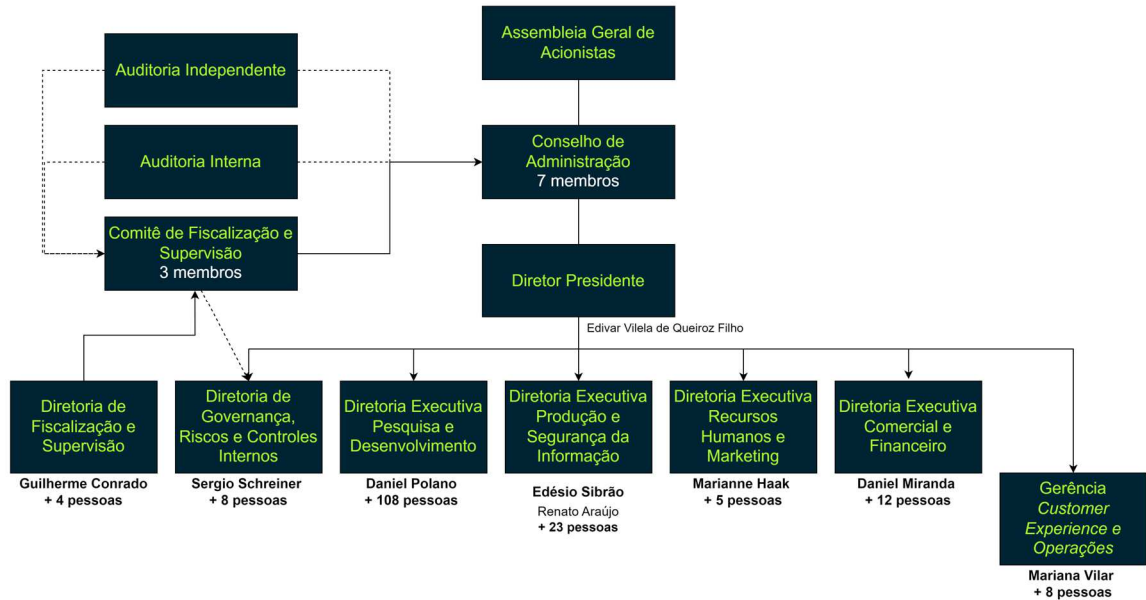 Assembleia Geral de
Acionistas
Auditoria Independente
Auditoria Interna
Conselho de
Administração
7 membros
Comitê de Fiscalização e
Supervisão
3 membros
Diretor Presidente
Edivar Vilela de Queiroz Filho
Diretoria de
Fiscalização e
Supervisão
Guilherme Conrado
+ 4 pessoas
Diretoria de
Governança,
Riscos e Controles
Internos
Sergio Schreiner
+ 8 pessoas
Diretoria Executiva
Pesquisa e
Desenvolvimento
Daniel Polano
+ 108 pessoas
Diretoria Executiva
Produção e
Segurança da
Informação
Edésio Sibrão
Renato Araújo
+ 23 pessoas
Diretoria Executiva
Recursos
Humanos e
Marketing
Marianne Haak
+ 5 pessoas
Diretoria Executiva
Comercial e
Financeiro
Daniel Miranda
+ 12 pessoas
Gerência
Customer
Experience e
Operações
Mariana Vilar
+ 8 pessoas